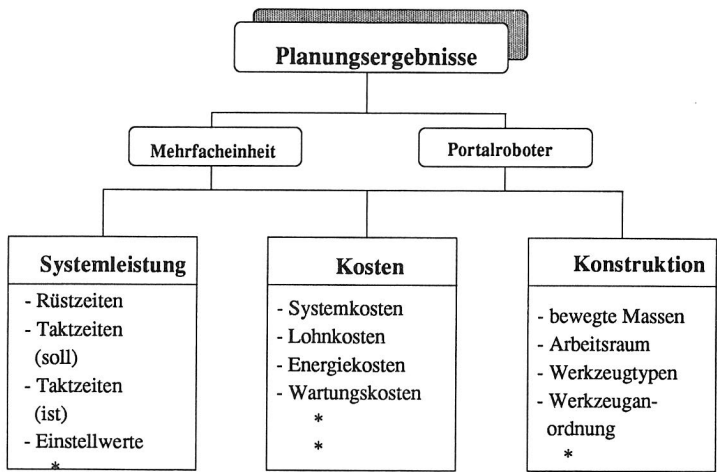 Planungsergebnisse
Mehrfacheinheit
Portalroboter
Systemleistung
- Rüstzeiten
- Taktzeiten
(soll)
- Taktzeiten
(ist)
- Einstellwerte
*
Kosten
- Systemkosten
- Lohnkosten
- Energiekosten
- Wartungskosten
*
*
Konstruktion
- bewegte Massen
- Arbeitsraum
- Werkzeugtypen
- Werkzeugan-
ordnung
*